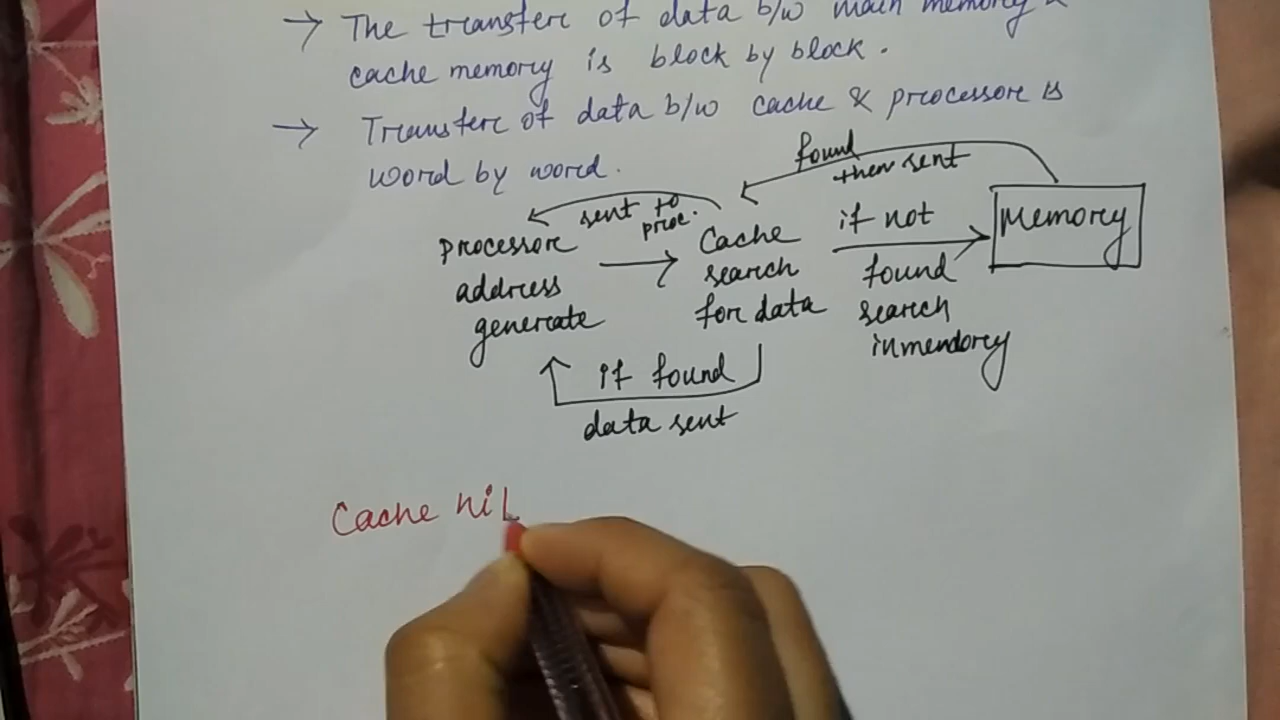 → The transfer of data b/w main memory &
cache memory is block by block.
→ Transfer of data b/w cache & processor is
word by word.
found
then sent
sent to
proc.
Processor
address
generate
→
Cache
search
for data
if not
found
search
in memory
Memory
if found
data sent
Cache hit